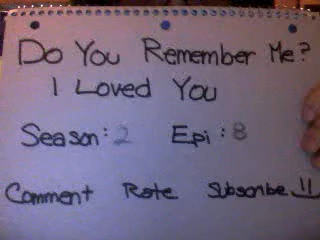 Do You Remember Me?
I Loved You
Season: 2 Epi: 8
Comment Rate Subscribe!!